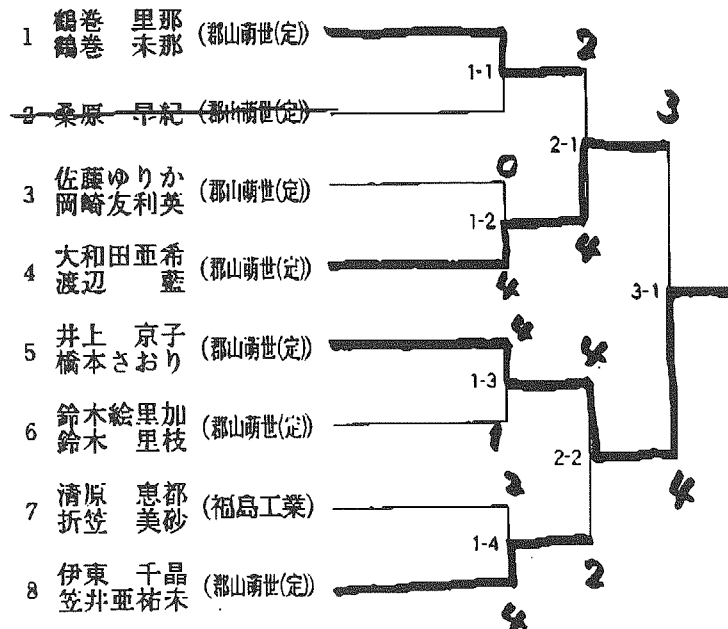 1 鶴巻 里那 (郡山萌世(定))
鶴巻 未那
2 桑原 早紀 (郡山萌世(定))
3 佐藤ゆりか (郡山萌世(定))
岡崎友利英
4 大和田亜希 (郡山萌世(定))
渡辺 藍
5 井上 京子 (郡山萌世(定))
橋本さおり
6 鈴木絵里加 (郡山萌世(定))
鈴木 里枝
7 清原 恵都 (福島工業)
折笠 美砂
8 伊東 千晶 (郡山萌世(定))
笠井亜祐未
1-1
2
2-1
3
0
1-2
4
4
3-1
4
1-3
4
1
2-2
4
2
1-4
2
4